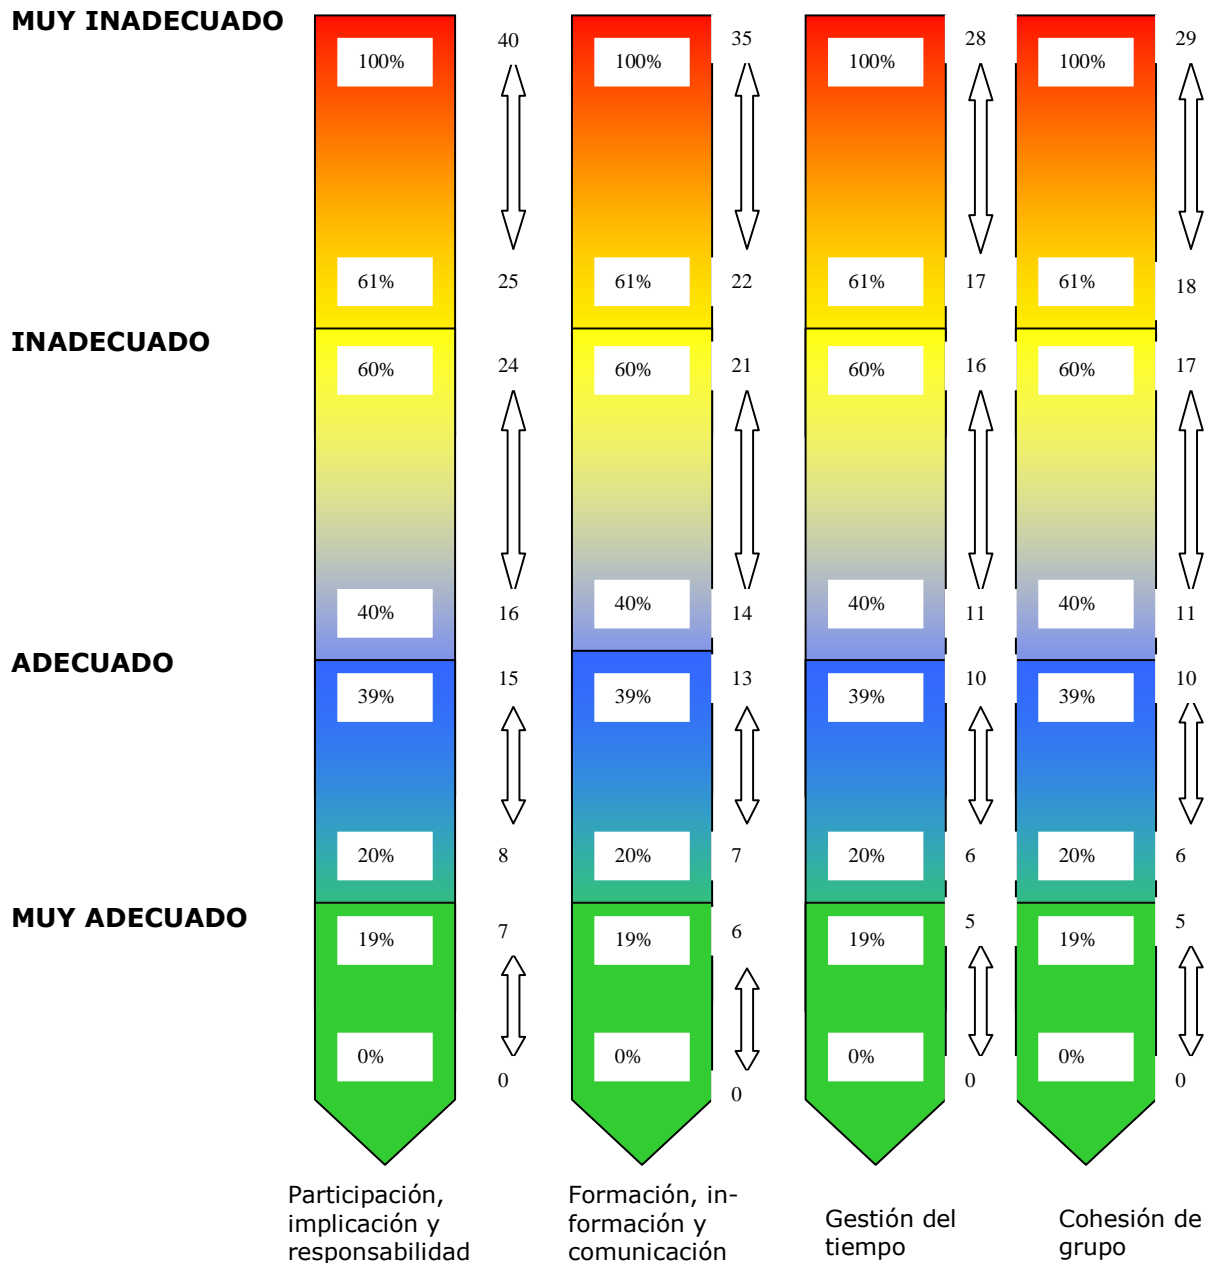 MUY INADECUADO
40 35 28 29
100% 100% 100% 100%
61% 61% 61% 61%
25 22 17 18
INADECUADO
24 21 16 17
60% 60% 60% 60%
40% 40% 40% 40%
16 14 11 11
ADECUADO
15 13 10 10
39% 39% 39% 39%
20% 20% 20% 20%
8 7 6 6
MUY ADECUADO
7 6 5 5
19% 19% 19% 19%
0% 0% 0% 0%
0 0 0 0
Participación,
implicación y
responsabilidad
Formación, in-
formación y
comunicación
Gestión del
tiempo
Cohesión de
grupo